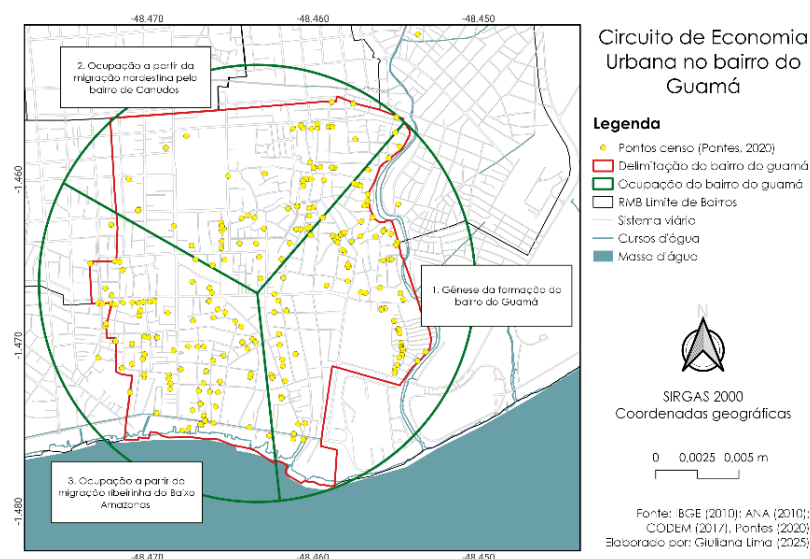 -48.470
-48.460
-48.450
2. Ocupação a partir da
migração nordestina pelo
bairro de Canudos
-1.460
1. Gênese da formação do
bairro do Guamá
-1.470
3. Ocupação a partir da
migração ribeirinha do Baixo
Amazonas
-1.480
-48.470
-48.460
-48.450
Circuito de Economia
Urbana no bairro do
Guamá
Legenda
Pontos censo (Pontes, 2020)
Delimitação do bairro do guamá
Ocupação do bairro do guamá
RMB Limite de Bairros
Sistema viário
Cursos d'água
Massa d'água
N
SIRGAS 2000
Coordenadas geográficas
0 0,0025 0,005 m
Fonte: IBGE (2010); ANA (2010);
CODEM (2017), Pontes (2020)
Elaborado por: Giuliana Lima (2025)